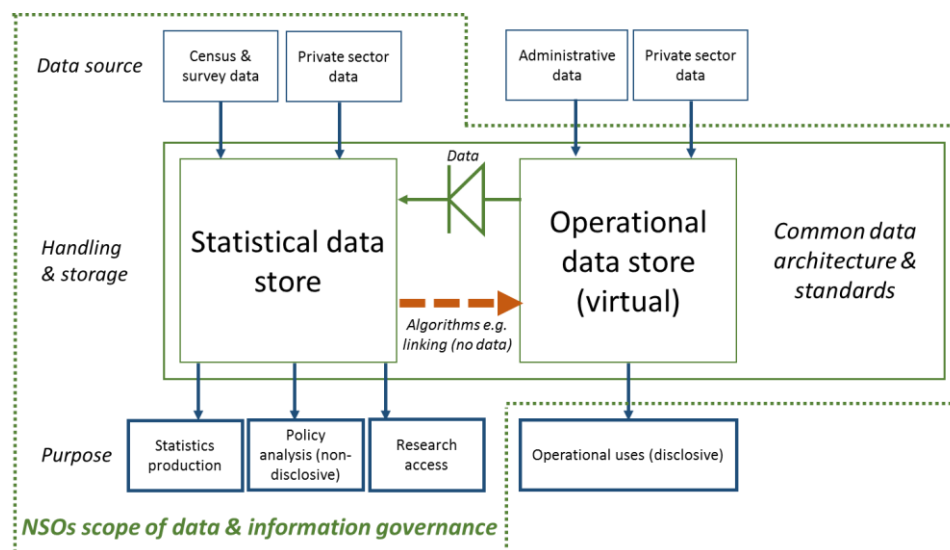 Data source
Census &
survey data
Private sector
data
Administrative
data
Private sector
data
Handling
& storage
Statistical data
store
Data
Algorithms e.g.
linking (no data)
Operational
data store
(virtual)
Common data
architecture &
standards
Purpose
Statistics
production
Policy
analysis (non-
disclosive)
Research
access
Operational uses (disclosive)
NSOs scope of data & information governance